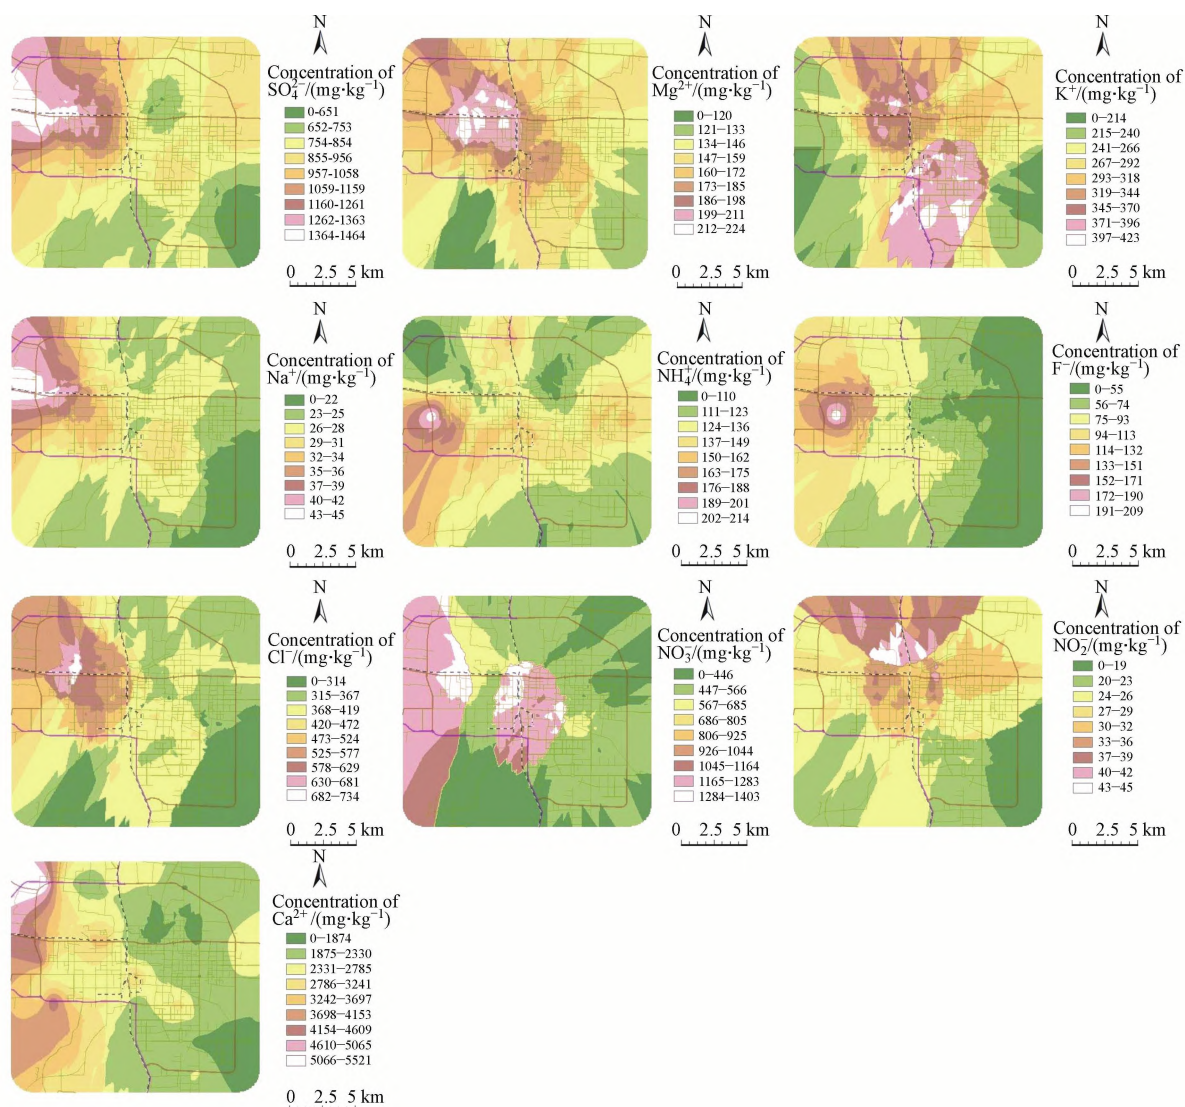 N
Concentration of
SO₄²⁻/(mg·kg⁻¹)
0-651
652-753
754-854
855-956
957-1058
1059-1159
1160-1261
1262-1363
1364-1464
0 2.5 5 km
N
Concentration of
Mg²⁺/(mg·kg⁻¹)
0−120
121−133
134−146
147−159
160−172
173−185
186−198
199−211
212−224
0 2.5 5 km
N
Concentration of
K⁺/(mg·kg⁻¹)
0−214
215−240
241−266
267−292
293−318
319−344
345−370
371−396
397−423
0 2.5 5 km
N
Concentration of
Na⁺/(mg·kg⁻¹)
0−22
23−25
26−28
29−31
32−34
35−36
37−39
40−42
43−45
0 2.5 5 km
N
Concentration of
NH₄⁺/(mg·kg⁻¹)
0−110
111−123
124−136
137−149
150−162
163−175
176−188
189−201
202−214
0 2.5 5 km
N
Concentration of
F⁻/(mg·kg⁻¹)
0−55
56−74
75−93
94−113
114−132
133−151
152−171
172−190
191−209
0 2.5 5 km
N
Concentration of
Cl⁻/(mg·kg⁻¹)
0−314
315−367
368−419
420−472
473−524
525−577
578−629
630−681
682−734
0 2.5 5 km
N
Concentration of
NO₃⁻/(mg·kg⁻¹)
0−446
447−566
567−685
686−805
806−925
926−1044
1045−1164
1165−1283
1284−1403
0 2.5 5 km
N
Concentration of
NO₂⁻/(mg·kg⁻¹)
0−19
20−23
24−26
27−29
30−32
33−36
37−39
40−42
43−45
0 2.5 5 km
N
Concentration of
Ca²⁺/(mg·kg⁻¹)
0−1874
1875−2330
2331−2785
2786−3241
3242−3697
3698−4153
4154−4609
4610−5065
5066−5521
0 2.5 5 km